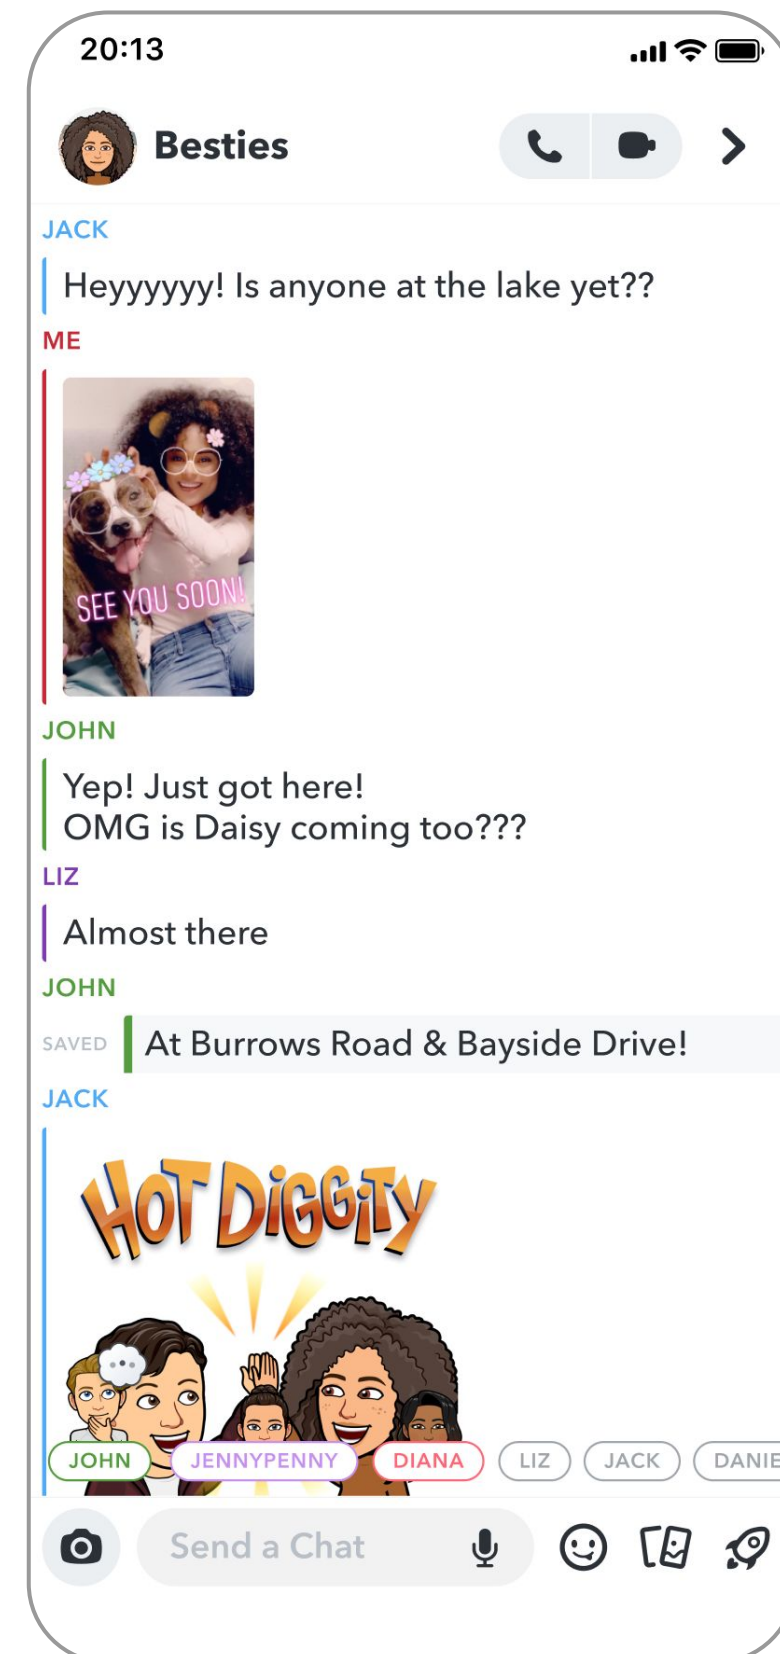 20:13
Besties
JACK
Heyyyyyy! Is anyone at the lake yet??
ME
SEE YOU SOON!
JOHN
Yep! Just got here!
OMG is Daisy coming too???
LIZ
Almost there
JOHN
SAVED At Burrows Road & Bayside Drive!
JACK
HOT DiGGiTY
JOHN JENNYPENNY DIANA LIZ JACK DANIE
Send a Chat